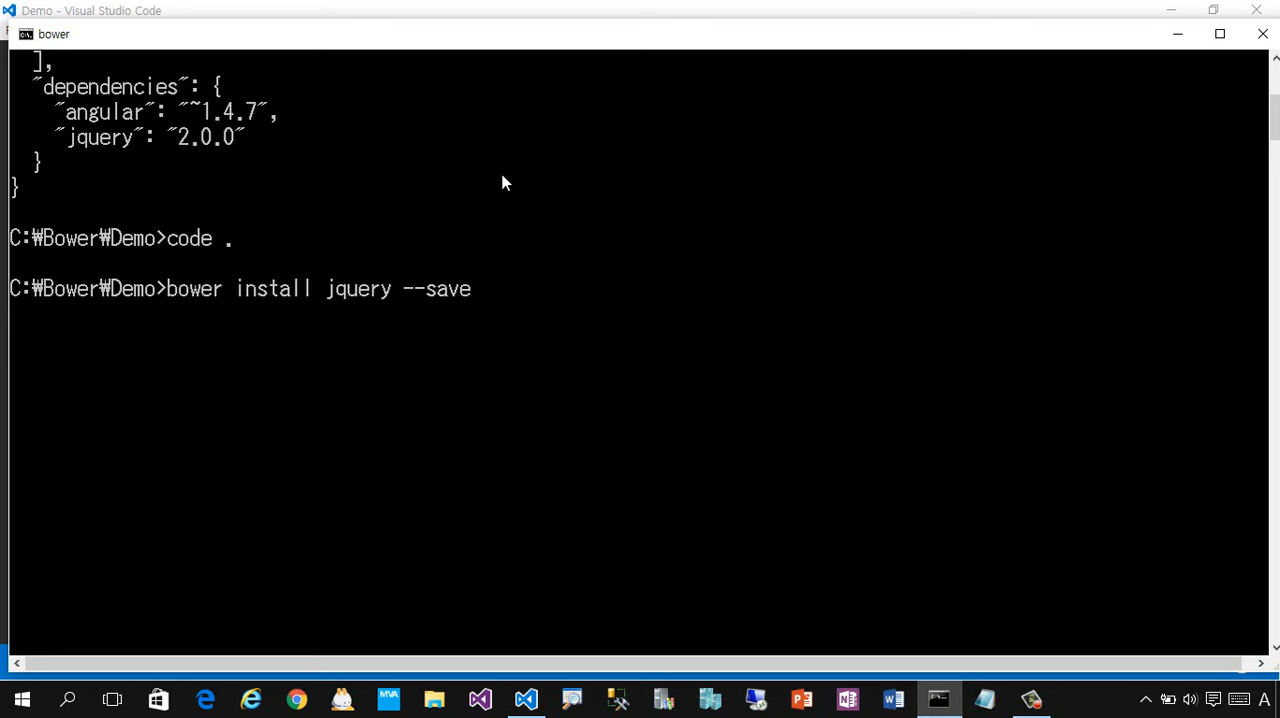 Demo - Visual Studio Code
bower
],
"dependencies": {
"angular": "~1.4.7",
"jquery": "2.0.0"
}
}
C:₩Bower₩Demo>code .
C:₩Bower₩Demo>bower install jquery --save
MVA
A